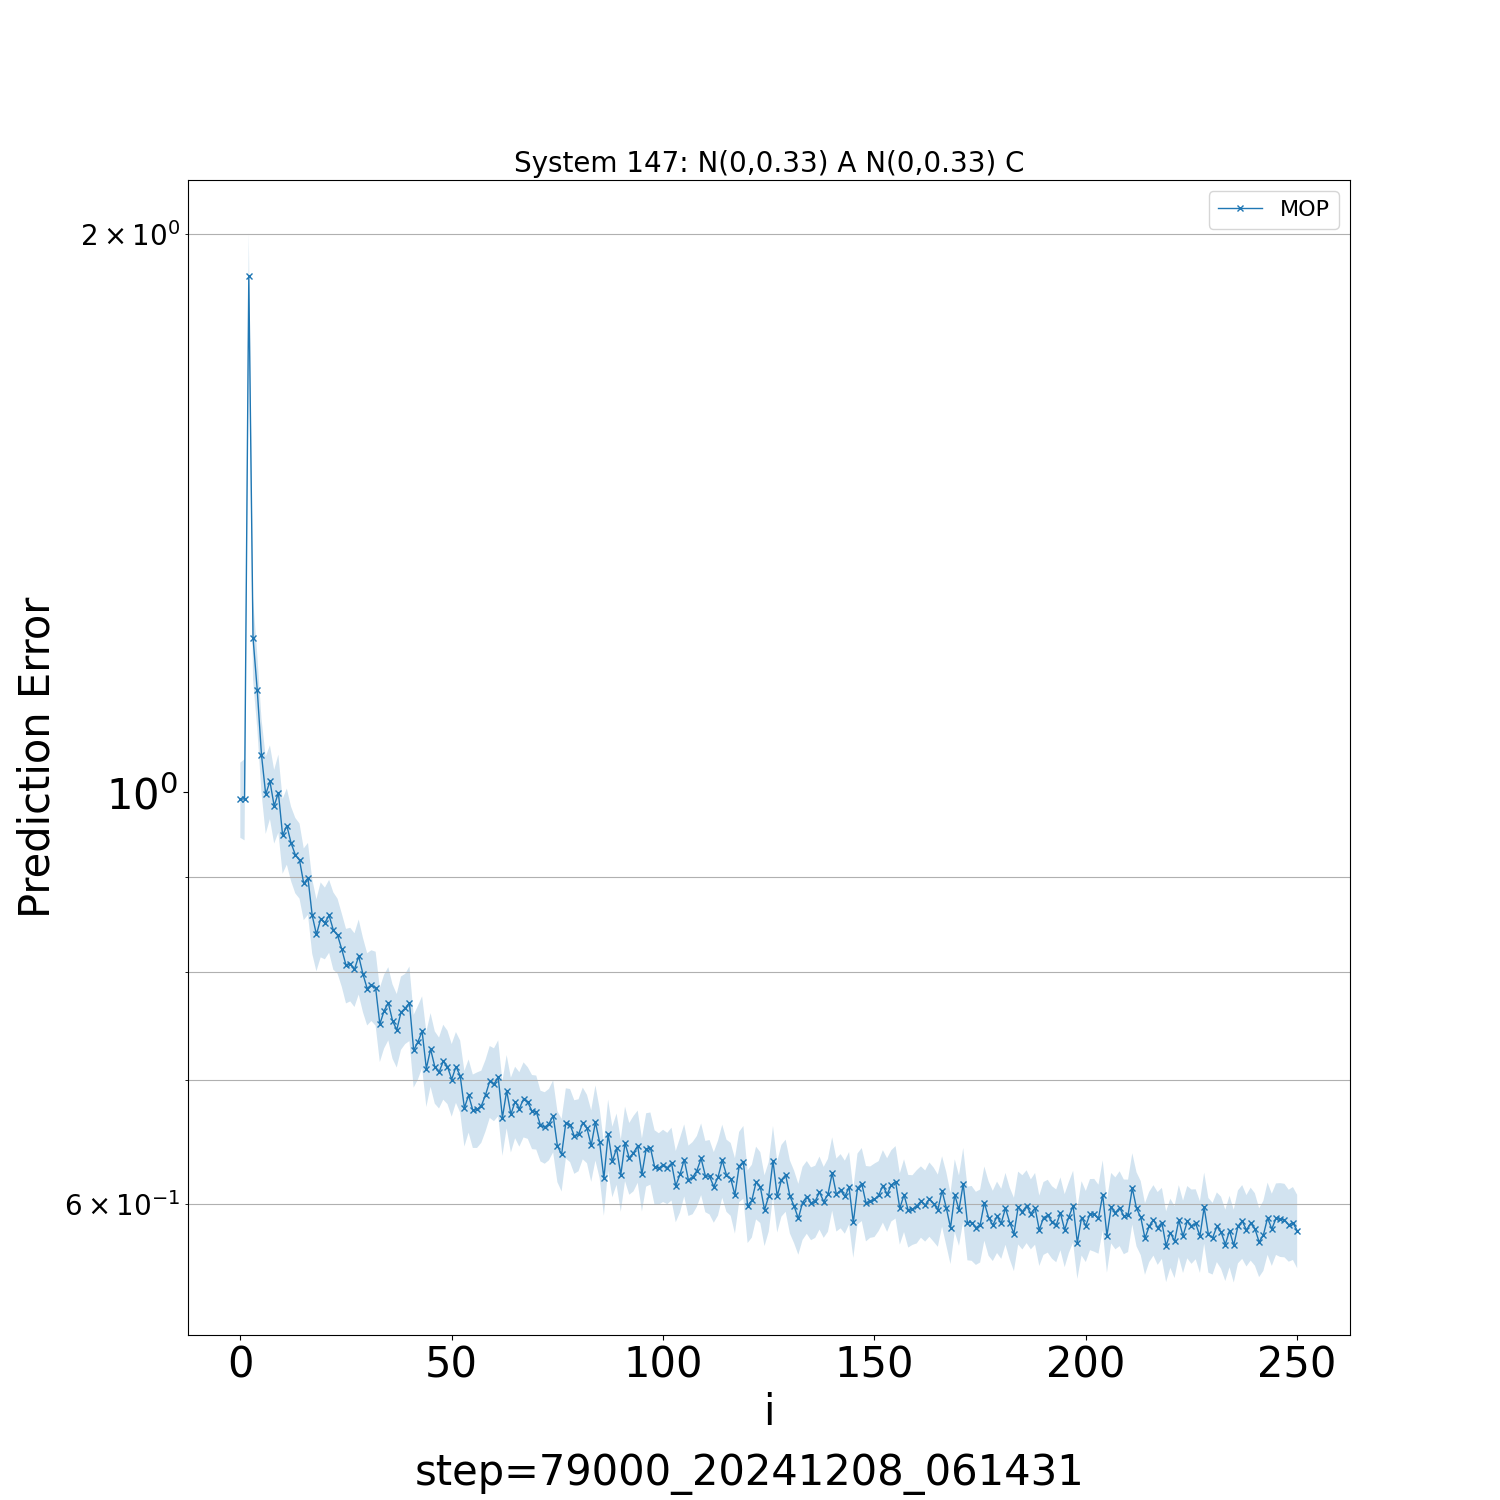 System 147: N(0,0.33) A N(0,0.33) C
MOP
2 × 10⁰
10⁰
6 × 10⁻¹
Prediction Error
0 50 100 150 200 250
i
step=79000_20241208_061431